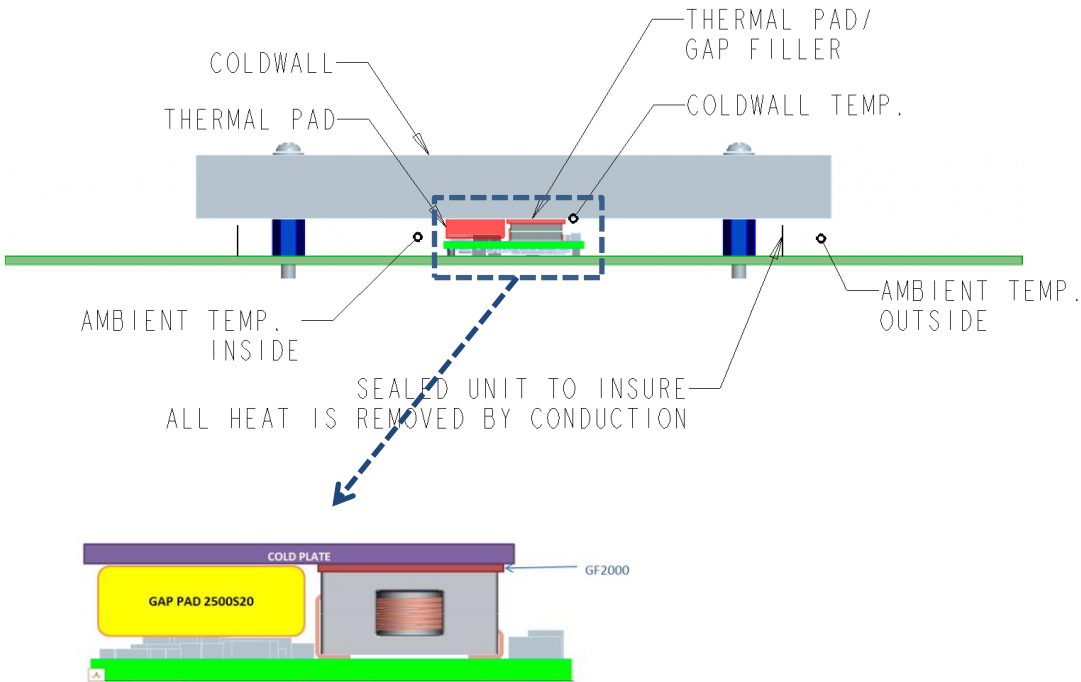 THERMAL PAD/
GAP FILLER
COLDWALL
COLDWALL TEMP.
THERMAL PAD
AMBIENT TEMP.
INSIDE
AMBIENT TEMP.
OUTSIDE
SEALED UNIT TO INSURE
ALL HEAT IS REMOVED BY CONDUCTION
COLD PLATE
GF2000
GAP PAD 2500S20